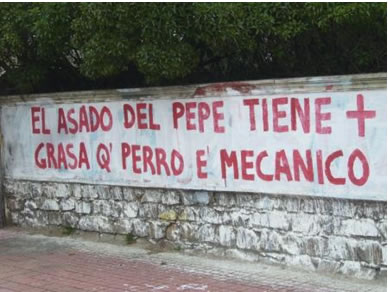 EL ASADO DEL PEPE TIENE +
GRASA Q' PERRO E' MECANICO